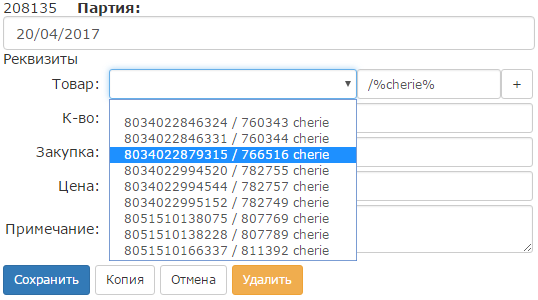 208135 Партия:
20/04/2017
Реквизиты
Товар: /%cherie% +
8034022846324 / 760343 cherie
К-во:
8034022846331 / 760344 cherie
Закупка: 8034022879315 / 766516 cherie
8034022994520 / 782755 cherie
Цена: 8034022994544 / 782757 cherie
8034022995152 / 782749 cherie
8051510138075 / 807769 cherie
Примечание: 8051510138228 / 807789 cherie
8051510166337 / 811392 cherie
Сохранить Копия Отмена Удалить